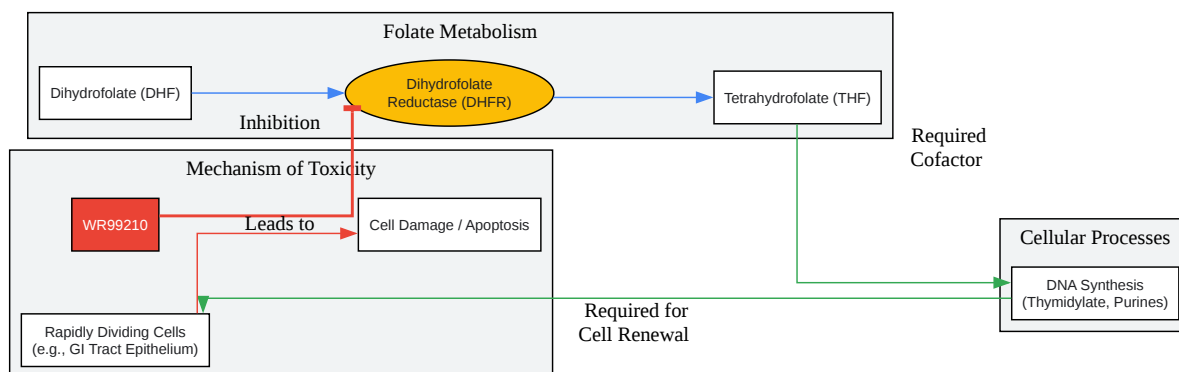 Folate Metabolism
Dihydrofolate (DHF)
Dihydrofolate
Reductase (DHFR)
Tetrahydrofolate (THF)
Inhibition
Required
Cofactor
Mechanism of Toxicity
WR99210
Leads to
Cell Damage / Apoptosis
Cellular Processes
DNA Synthesis
(Thymidylate, Purines)
Required for
Cell Renewal
Rapidly Dividing Cells
(e.g., GI Tract Epithelium)